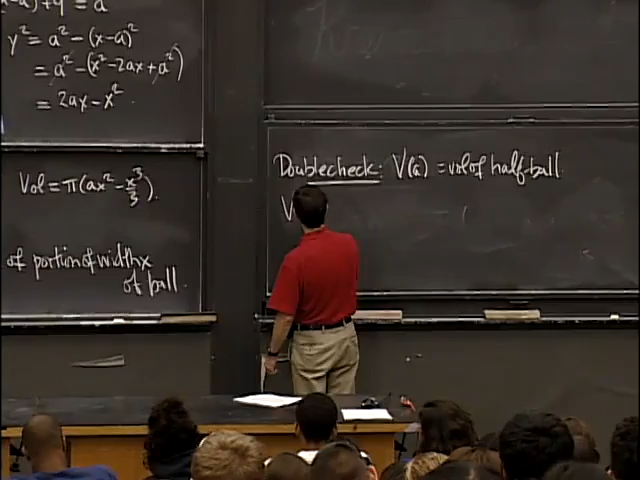 y² = a² - (x-a)²
= a² - (x² - 2ax + a²)
= 2ax - x²
Vol = π(ax² - x³/3).
of portion of width x
of ball.
Doublecheck: V(a) = vol of half-ball
V